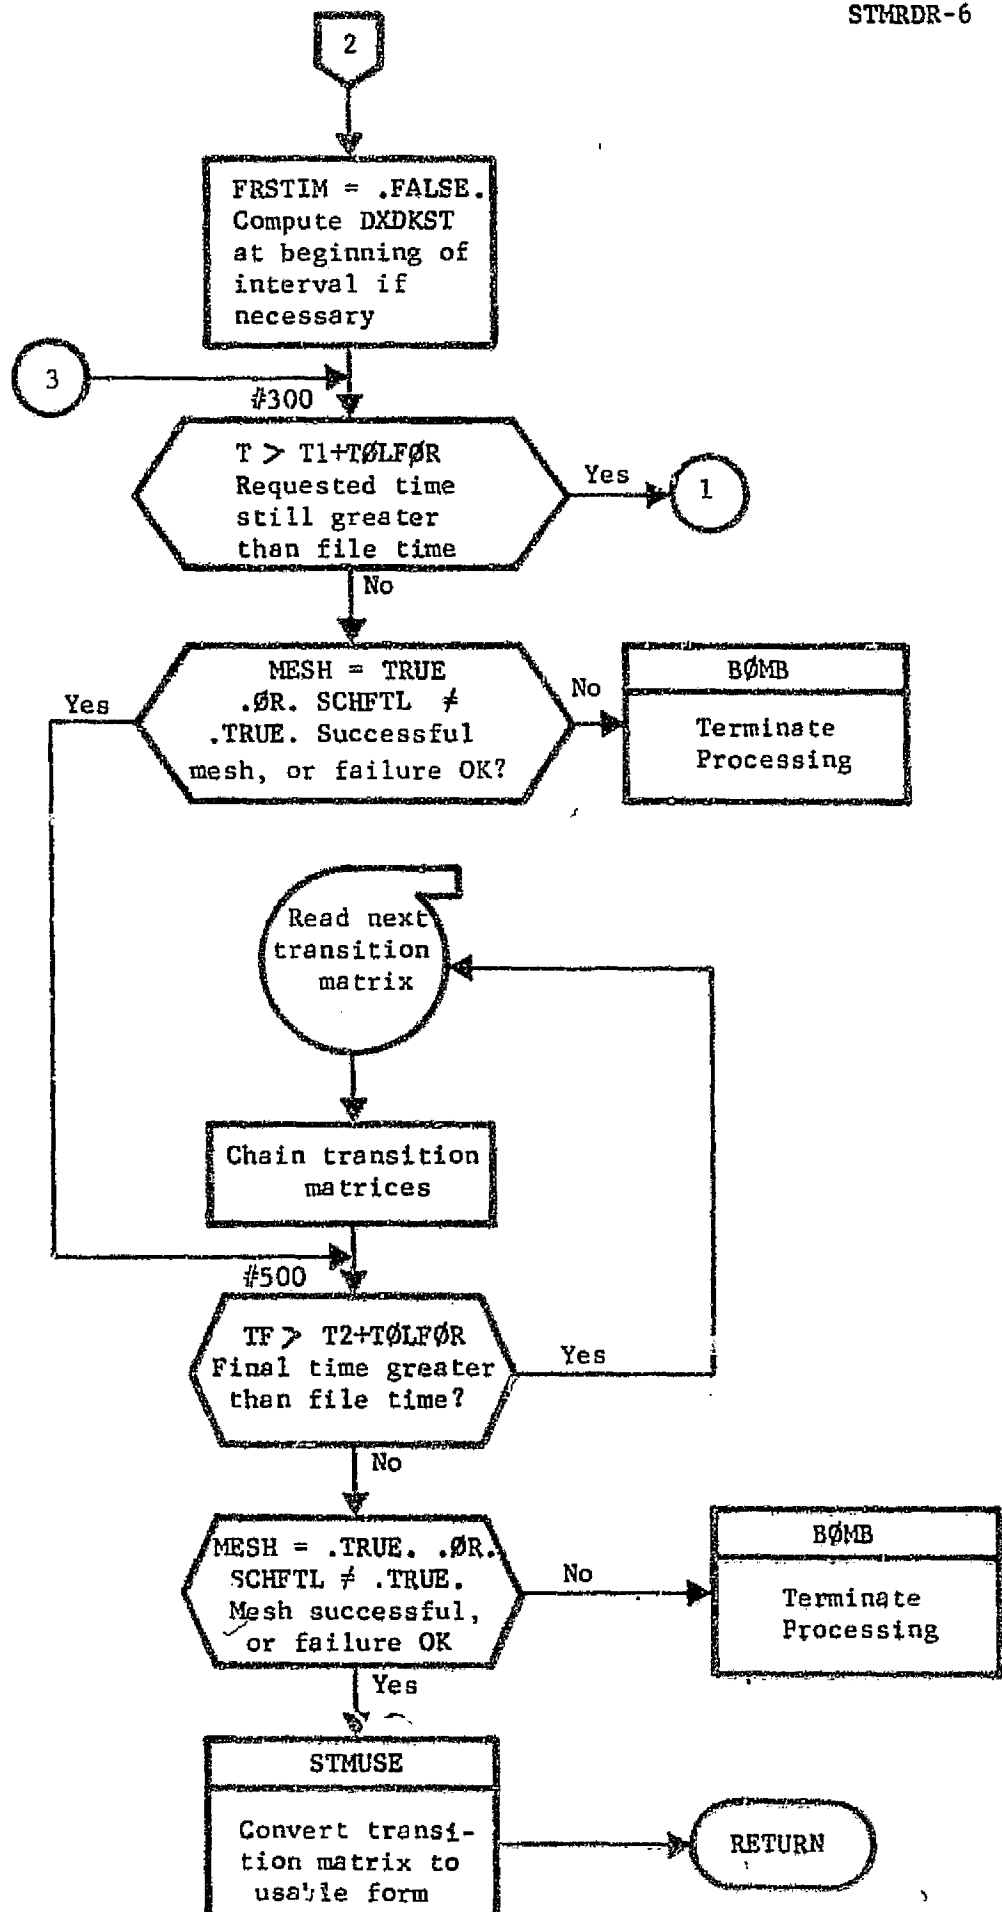 STMRDR-6
2
FRSTIM = .FALSE.
Compute DXDKST
at beginning of
interval if
necessary
3
#300
T > T1+TØLFØR
Requested time
still greater
than file time
Yes
1
No
MESH = TRUE
.ØR. SCHFTL ≠
.TRUE. Successful
mesh, or failure OK?
Yes
No
BØMB
Terminate
Processing
Read next
transition
matrix
Chain transition
matrices
#500
TF > T2+TØLFØR
Final time greater
than file time?
Yes
No
MESH = .TRUE. .ØR.
SCHFTL ≠ .TRUE.
Mesh successful,
or failure OK
No
BØMB
Terminate
Processing
Yes
STMUSE
Convert transi-
tion matrix to
usable form
RETURN